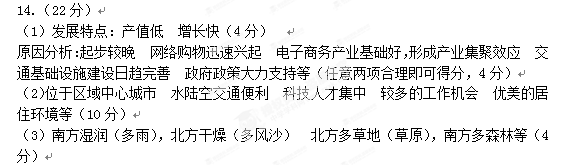 14.（22 分）
（1）发展特点：产值低　增长快（4 分）
原因分析：起步较晚　网络购物迅速兴起　电子商务产业基础好，形成产业集聚效应　交
通基础设施建设日趋完善　政府政策大力支持等（任意两项合理即可得分，4 分）
（2）位于区域中心城市　水陆空交通便利　科技人才集中　较多的工作机会　优美的居
住环境等（10 分）
（3）南方湿润（多雨），北方干燥（多风沙）　北方多草地（草原），南方多森林等（4
分）